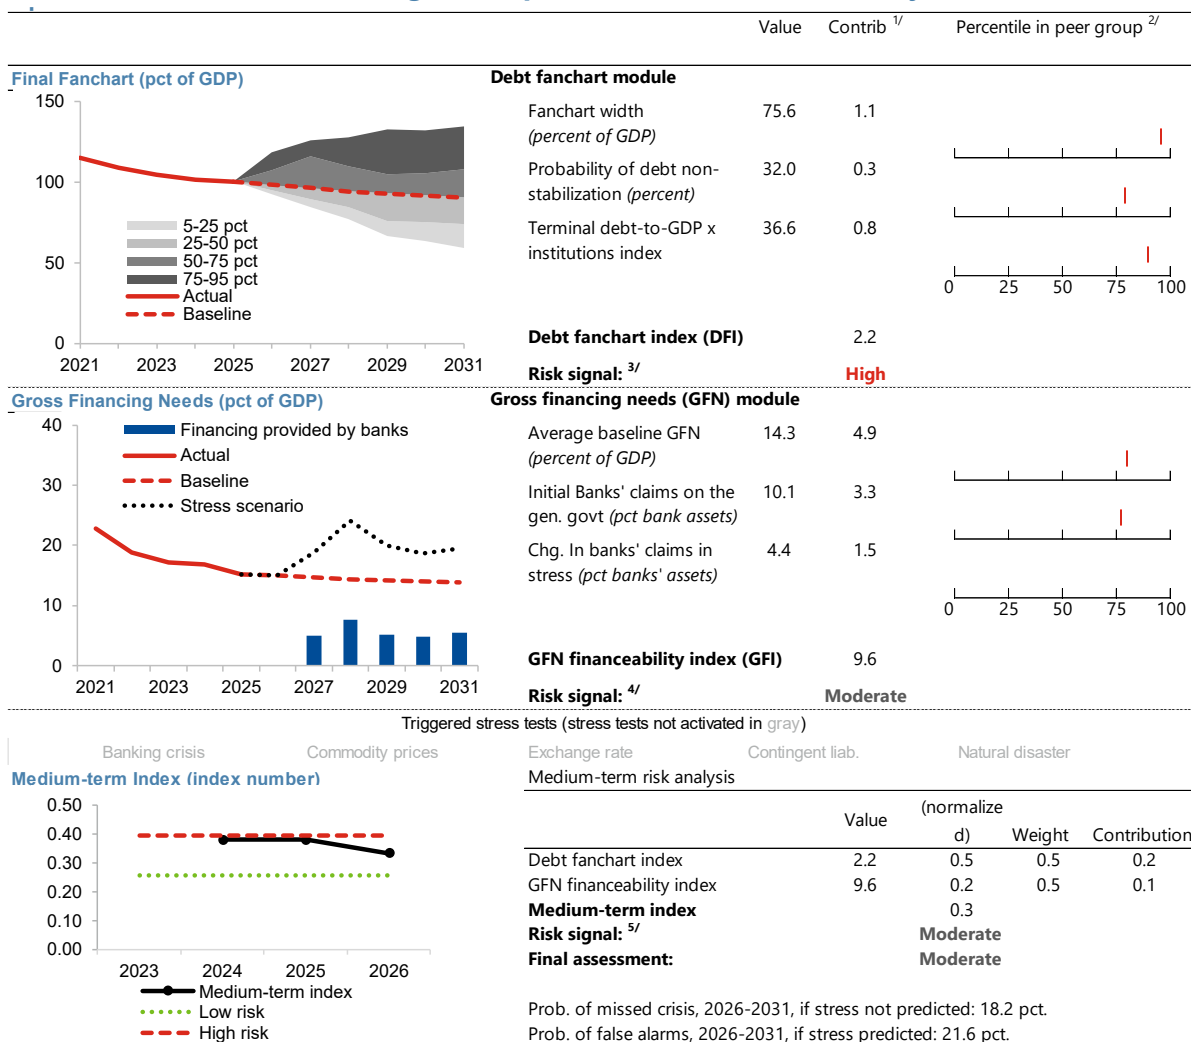 Value Contrib 1/ Percentile in peer group 2/
Final Fanchart (pct of GDP)
150
100
50
0
2021 2023 2025 2027 2029 2031
5-25 pct
25-50 pct
50-75 pct
75-95 pct
Actual
Baseline
Debt fanchart module
Fanchart width 75.6 1.1
(percent of GDP)
Probability of debt non- 32.0 0.3
stabilization (percent)
Terminal debt-to-GDP x 36.6 0.8
institutions index
0 25 50 75 100
Debt fanchart index (DFI) 2.2
Risk signal: 3/ High
Gross Financing Needs (pct of GDP)
40
30
20
10
0
2021 2023 2025 2027 2029 2031
Financing provided by banks
Actual
Baseline
Stress scenario
Gross financing needs (GFN) module
Average baseline GFN 14.3 4.9
(percent of GDP)
Initial Banks' claims on the 10.1 3.3
gen. govt (pct bank assets)
Chg. In banks' claims in 4.4 1.5
stress (pct banks' assets)
0 25 50 75 100
GFN financeability index (GFI) 9.6
Risk signal: 4/ Moderate
Triggered stress tests (stress tests not activated in gray)
Banking crisis Commodity prices Exchange rate Contingent liab. Natural disaster
Medium-term Index (index number)
0.50
0.40
0.30
0.20
0.10
0.00
2023 2024 2025 2026
Medium-term index
Low risk
High risk
Medium-term risk analysis
Value (normalize
d) Weight Contribution
Debt fanchart index 2.2 0.5 0.5 0.2
GFN financeability index 9.6 0.2 0.5 0.1
Medium-term index 0.3
Risk signal: 5/ Moderate
Final assessment: Moderate
Prob. of missed crisis, 2026-2031, if stress not predicted: 18.2 pct.
Prob. of false alarms, 2026-2031, if stress predicted: 21.6 pct.